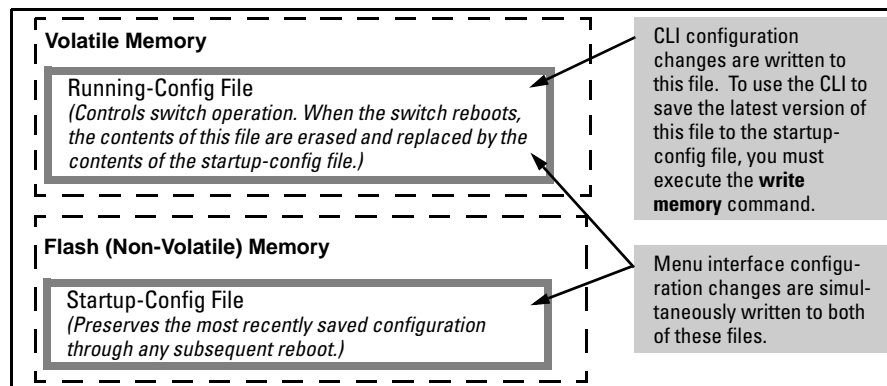 Volatile Memory
Running-Config File
(Controls switch operation. When the switch reboots,
the contents of this file are erased and replaced by the
contents of the startup-config file.)
Flash (Non-Volatile) Memory
Startup-Config File
(Preserves the most recently saved configuration
through any subsequent reboot.)
CLI configuration
changes are written to
this file. To use the CLI to
save the latest version of
this file to the startup-
config file, you must
execute the write
memory command.
Menu interface configu-
ration changes are simul-
taneously written to both
of these files.